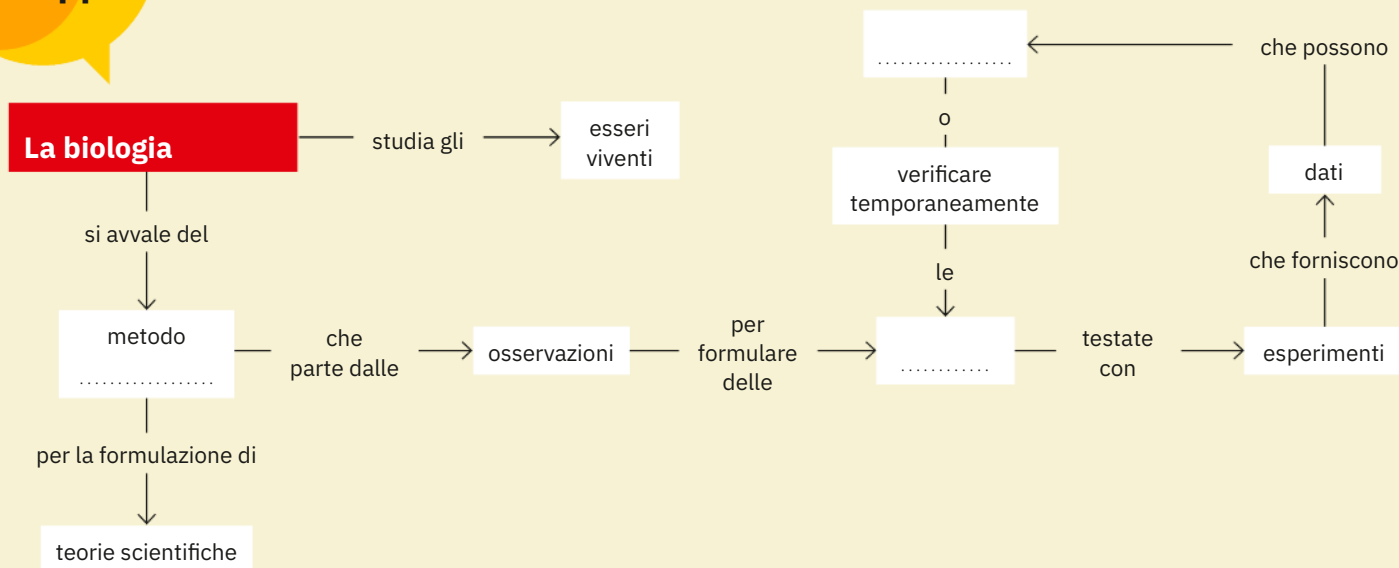 La biologia
studia gli
esseri
viventi
si avvale del
metodo
..................
che
parte dalle
osservazioni
per
formulare
delle
............
testate
con
esperimenti
che forniscono
dati
che possono
..................
o
verificare
temporaneamente
le
per la formulazione di
teorie scientifiche